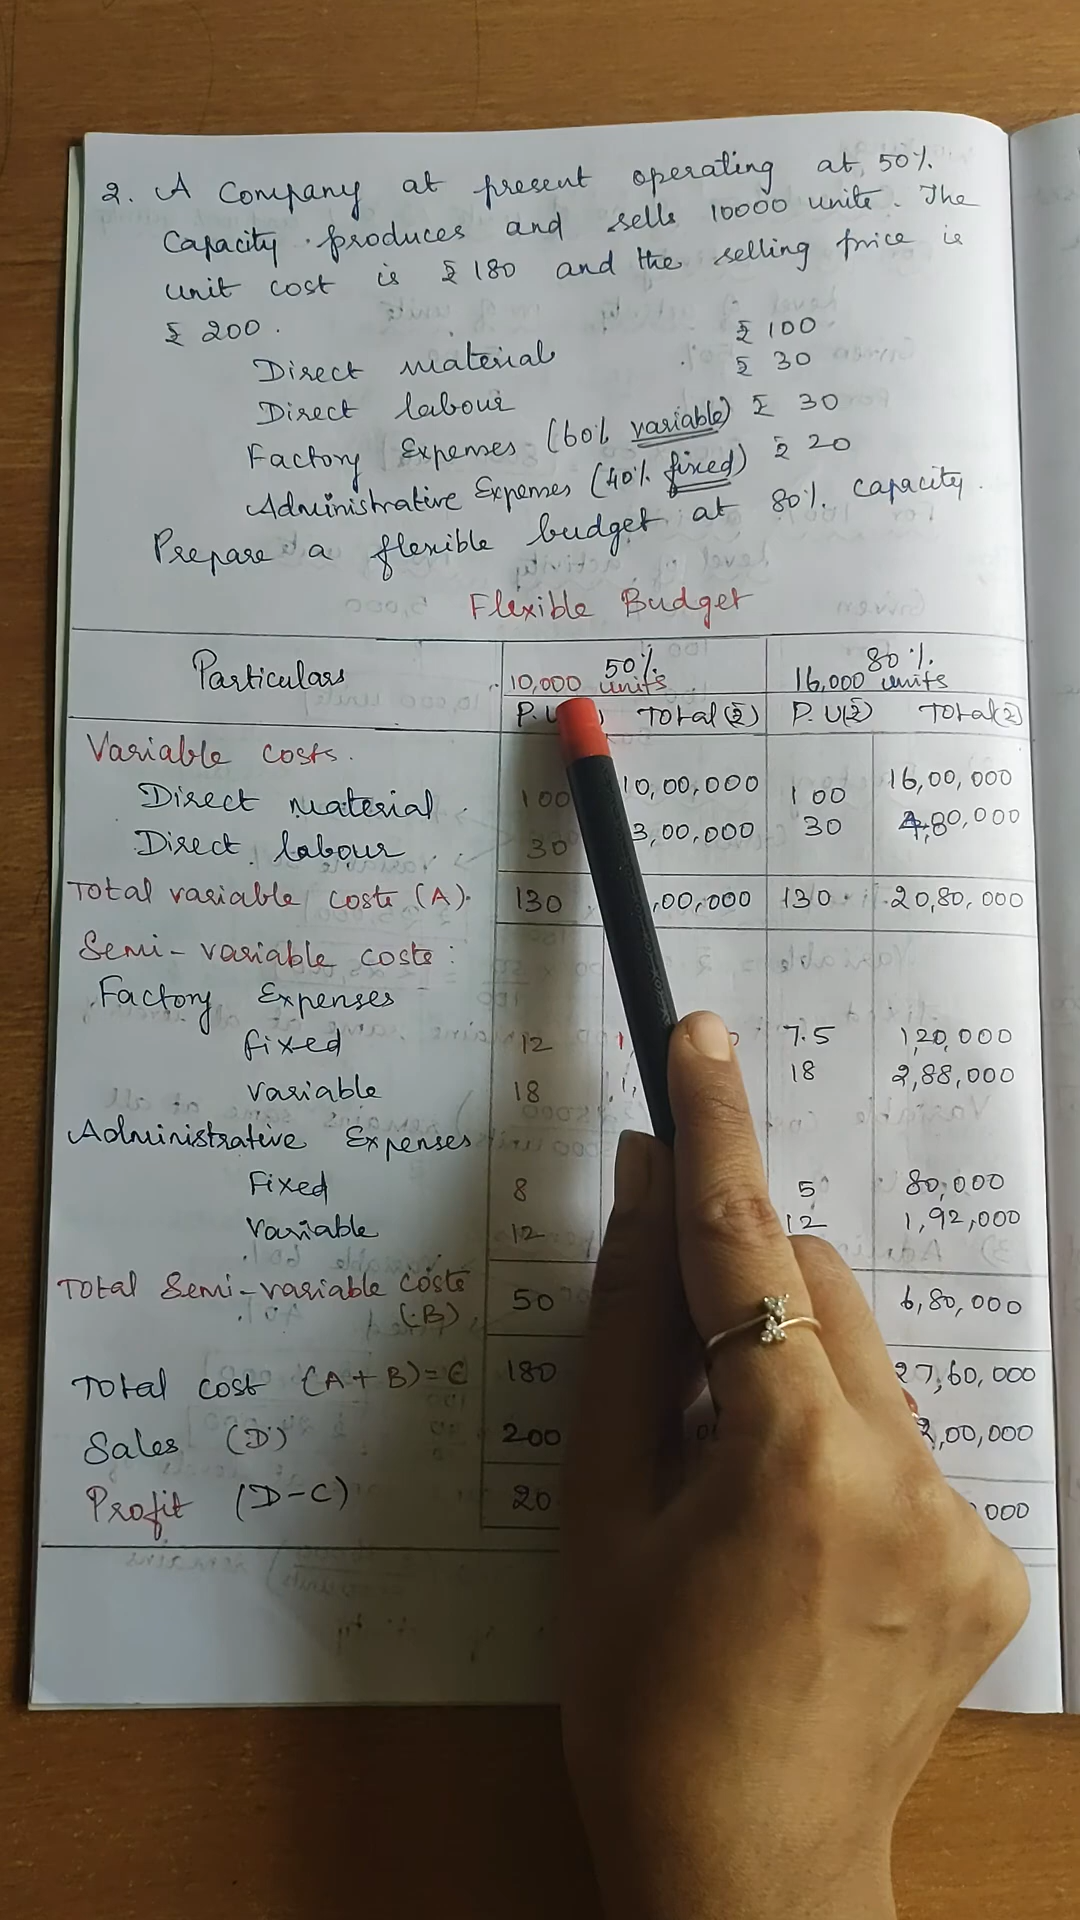 2. A Company at present operating at 50%.
Capacity produces and sells 10000 units. The
unit cost is ₹ 180 and the selling price is
₹ 200.
Direct material ₹ 100
Direct labour ₹ 30
Factory Expenses (60% variable) ₹ 30
Administrative Expenses (40% fixed) ₹ 20
Prepare a flexible budget at 80% capacity.
Flexible Budget
Particulars 50% 80%
10,000 units 16,000 units
Total (₹) P.U(₹) Total (₹)
Variable costs.
Direct material 100 10,00,000 100 16,00,000
Direct labour 30 3,00,000 30 4,80,000
Total variable costs (A). 130 ,00,000 130 20,80,000
Semi-variable costs:
Factory Expenses
fixed 12 7.5 1,20,000
variable 18 18 2,88,000
Administrative Expenses
Fixed 8 5 80,000
Variable 12 12 1,92,000
Total Semi-variable costs
(B) 50 6,80,000
Total cost (A+B)=C 180 27,60,000
Sales (D) 200 2,00,000
Profit (D-C) 20 000